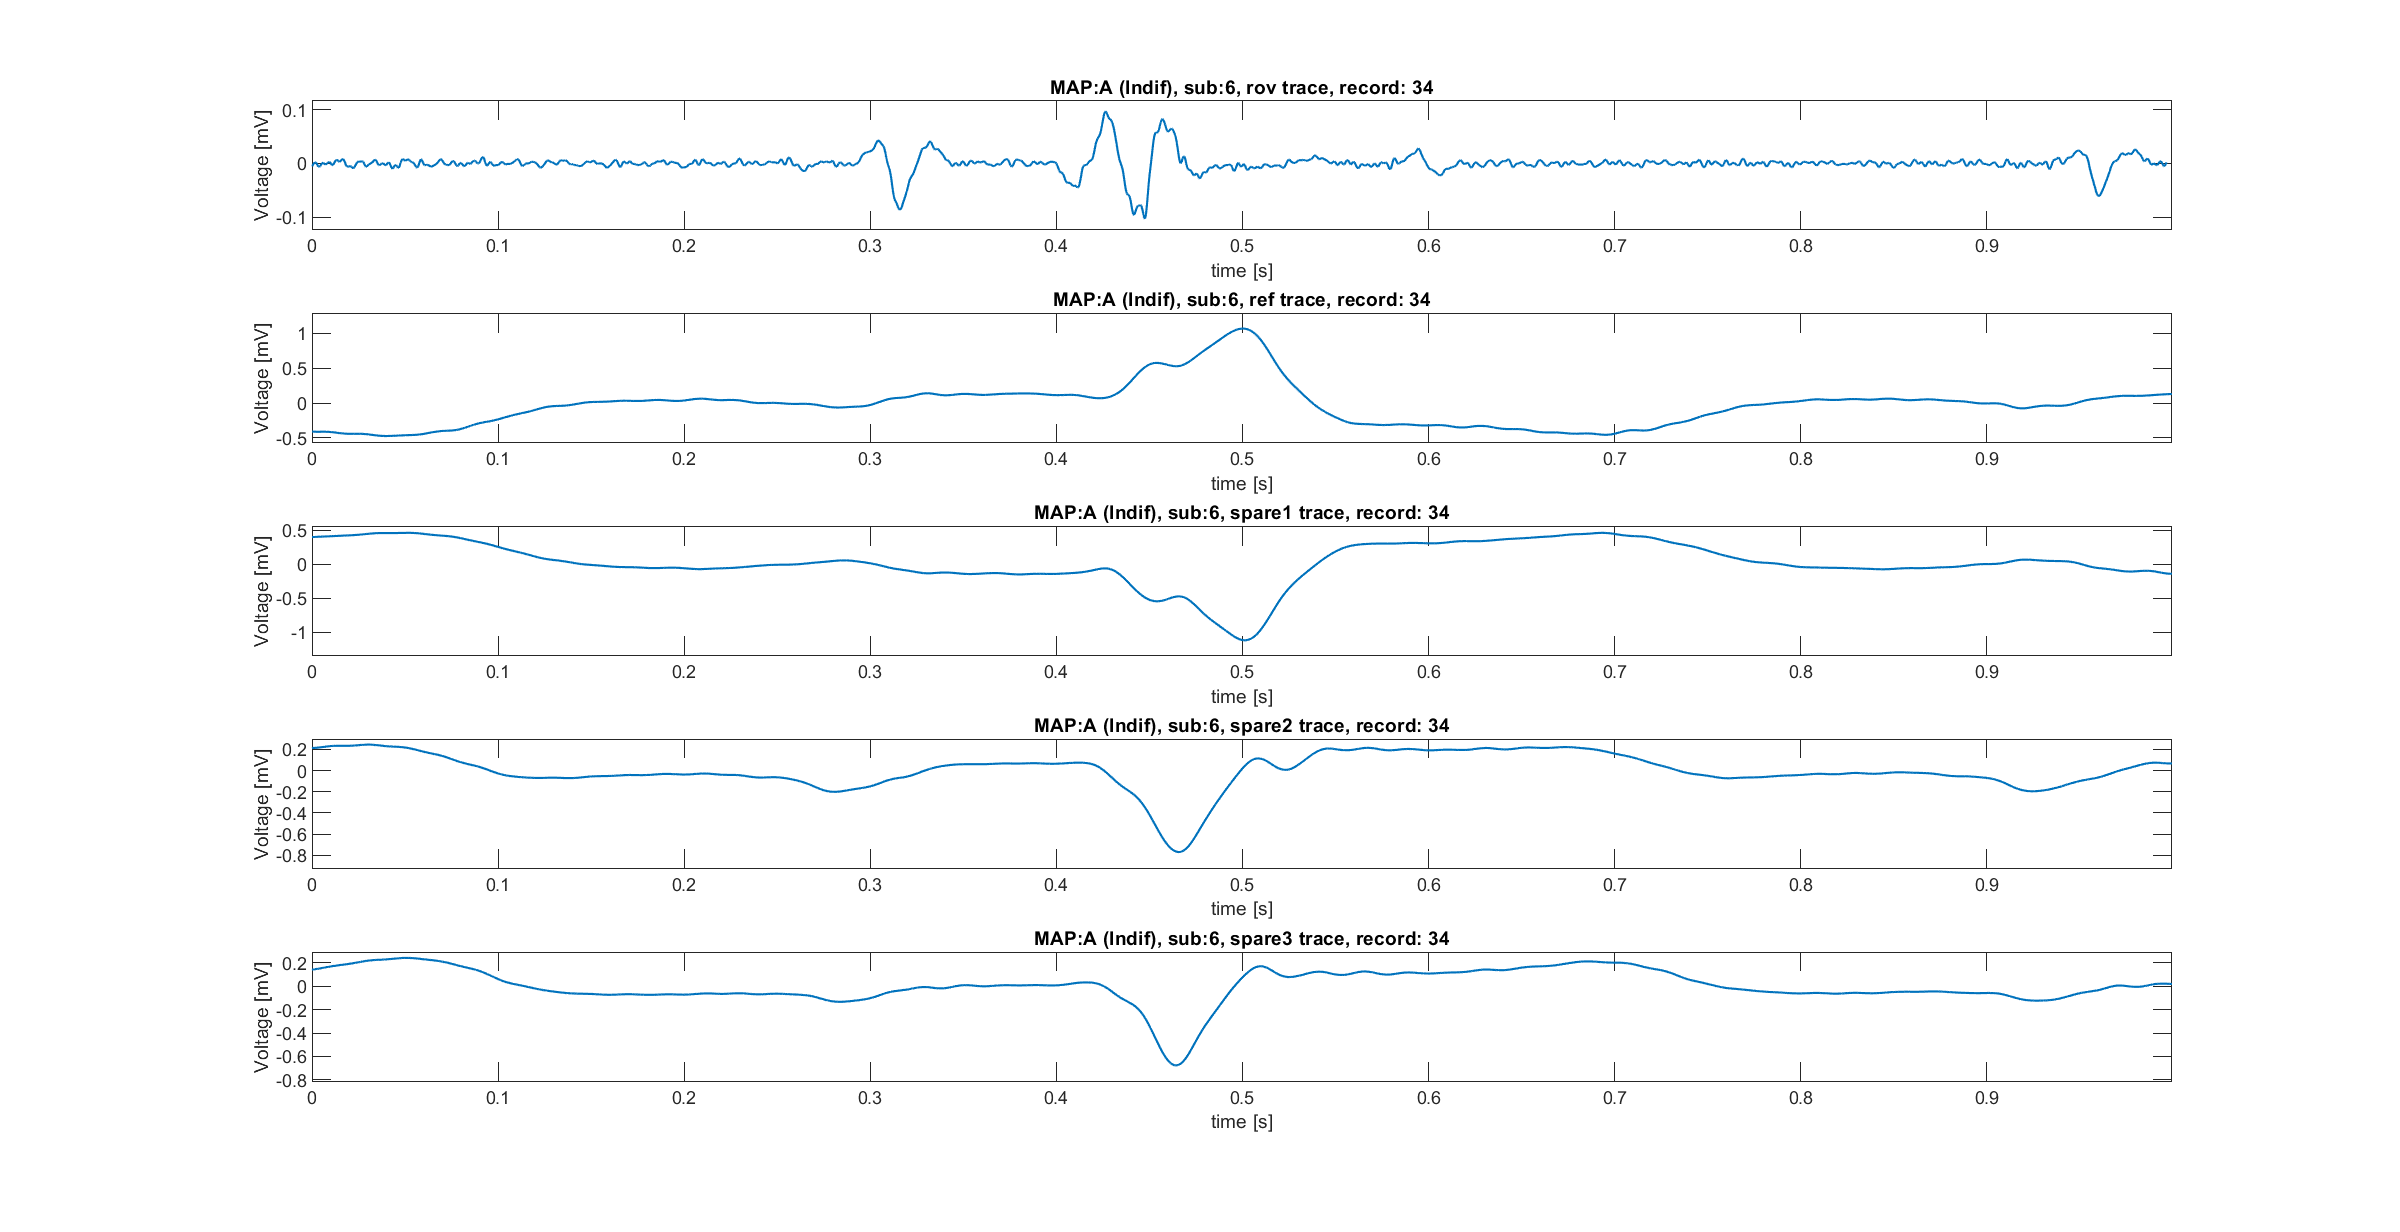 MAP:A (Indif), sub:6, rov trace, record: 34
Voltage [mV]
0.1
0
-0.1
0 0.1 0.2 0.3 0.4 0.5 0.6 0.7 0.8 0.9
time [s]
MAP:A (Indif), sub:6, ref trace, record: 34
Voltage [mV]
1
0.5
0
-0.5
0 0.1 0.2 0.3 0.4 0.5 0.6 0.7 0.8 0.9
time [s]
MAP:A (Indif), sub:6, spare1 trace, record: 34
Voltage [mV]
0.5
0
-0.5
-1
0 0.1 0.2 0.3 0.4 0.5 0.6 0.7 0.8 0.9
time [s]
MAP:A (Indif), sub:6, spare2 trace, record: 34
Voltage [mV]
0.2
0
-0.2
-0.4
-0.6
-0.8
0 0.1 0.2 0.3 0.4 0.5 0.6 0.7 0.8 0.9
time [s]
MAP:A (Indif), sub:6, spare3 trace, record: 34
Voltage [mV]
0.2
0
-0.2
-0.4
-0.6
-0.8
0 0.1 0.2 0.3 0.4 0.5 0.6 0.7 0.8 0.9
time [s]